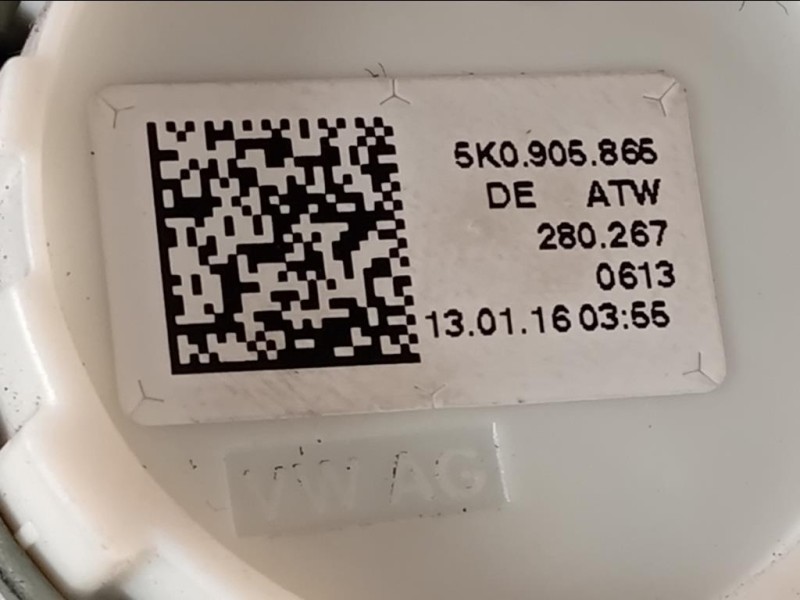 5K0.905.865
DE ATW
280.267
0613
13.01.16 03:55
VW AG